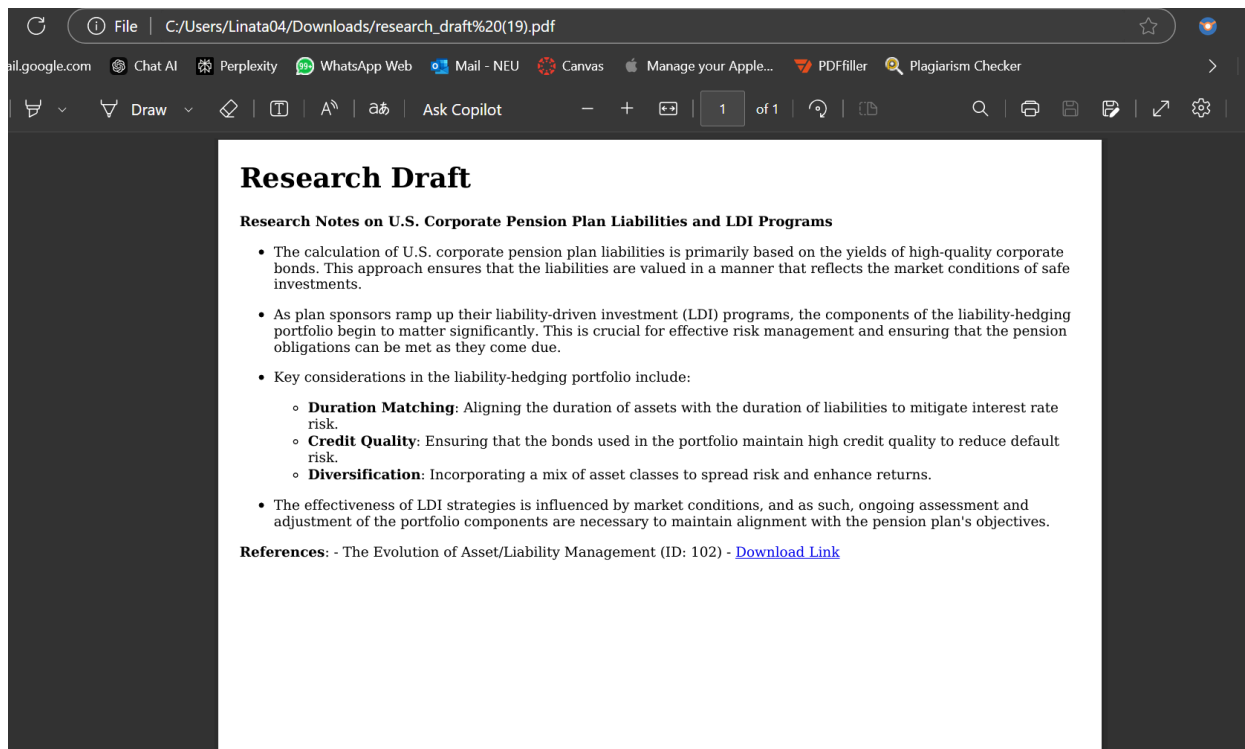 File | C:/Users/Linata04/Downloads/research_draft%20(19).pdf
ail.google.com Chat AI Perplexity 99+ WhatsApp Web Mail - NEU Canvas Manage your Apple... PDFfiller Plagiarism Checker
Draw A aあ Ask Copilot 1 of 1
Research Draft
Research Notes on U.S. Corporate Pension Plan Liabilities and LDI Programs
• The calculation of U.S. corporate pension plan liabilities is primarily based on the yields of high-quality corporate
bonds. This approach ensures that the liabilities are valued in a manner that reflects the market conditions of safe
investments.
• As plan sponsors ramp up their liability-driven investment (LDI) programs, the components of the liability-hedging
portfolio begin to matter significantly. This is crucial for effective risk management and ensuring that the pension
obligations can be met as they come due.
• Key considerations in the liability-hedging portfolio include:
◦ Duration Matching: Aligning the duration of assets with the duration of liabilities to mitigate interest rate
risk.
◦ Credit Quality: Ensuring that the bonds used in the portfolio maintain high credit quality to reduce default
risk.
◦ Diversification: Incorporating a mix of asset classes to spread risk and enhance returns.
• The effectiveness of LDI strategies is influenced by market conditions, and as such, ongoing assessment and
adjustment of the portfolio components are necessary to maintain alignment with the pension plan's objectives.
References: - The Evolution of Asset/Liability Management (ID: 102) - Download Link